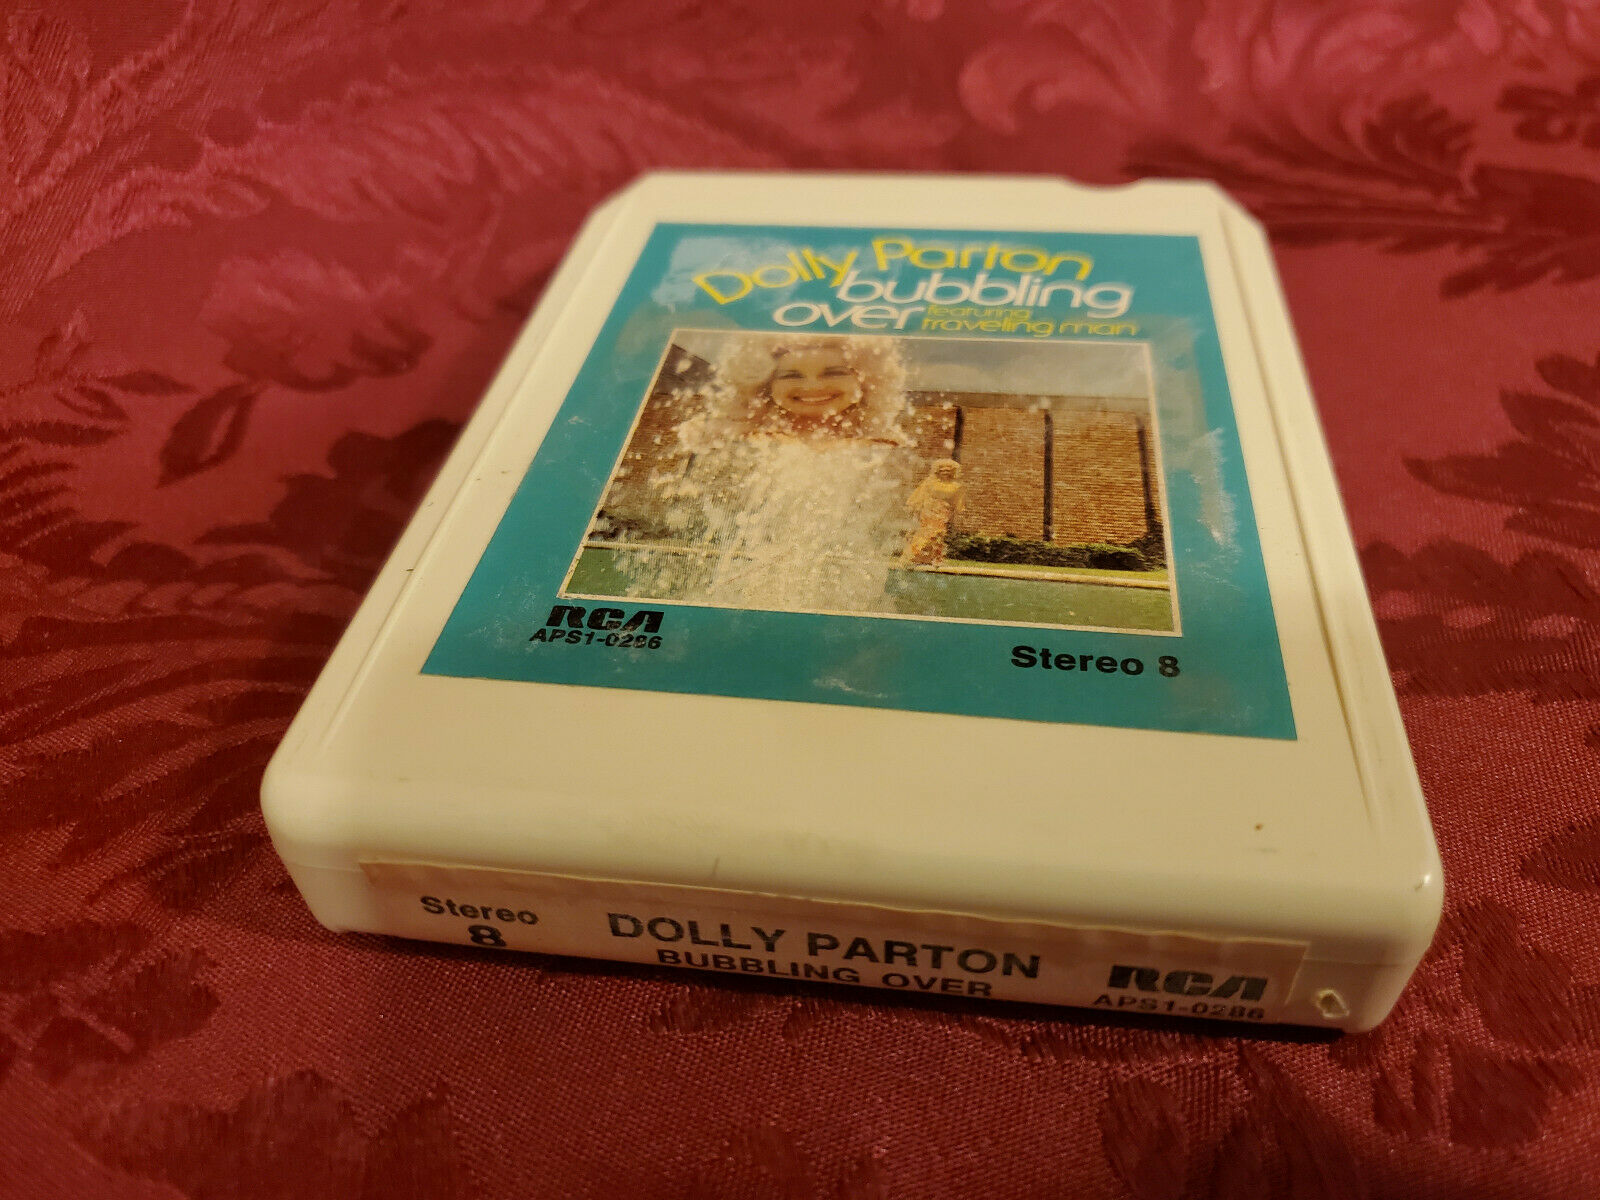 Dolly Parton
bubbling
over featuring
traveling man
RCA
APS1-0286
Stereo 8
Stereo
8
DOLLY PARTON
BUBBLING OVER
RCA
APS1-0286